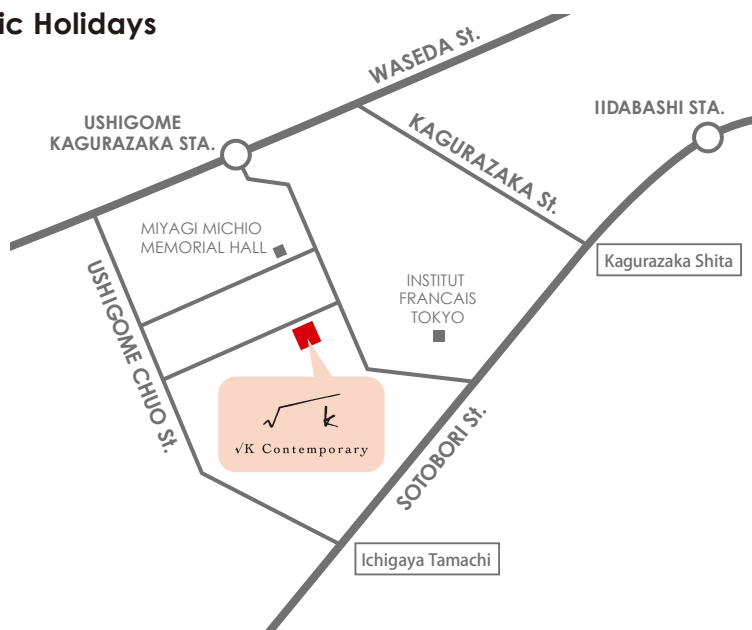 ic Holidays
WASEDA St.
IIDABASHI STA.
USHIGOME
KAGURAZAKA STA.
KAGURAZAKA St.
MIYAGI MICHIO
MEMORIAL HALL
Kagurazaka Shita
INSTITUT
FRANCAIS
TOKYO
USHIGOME CHUO St.
√ k
√K Contemporary
SOTOBORI St.
Ichigaya Tamachi